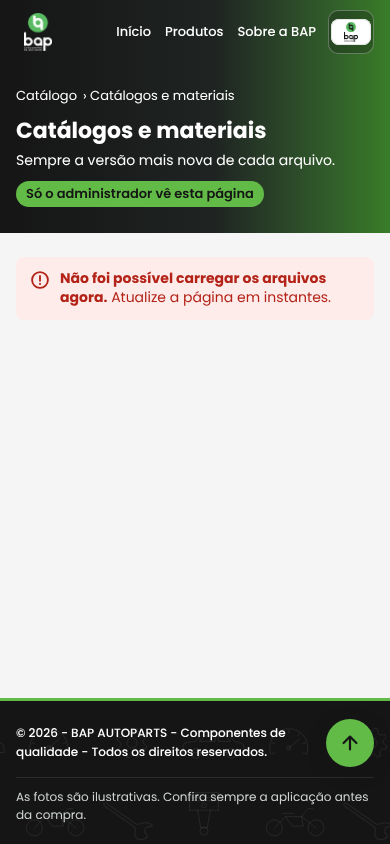 bap
Início Produtos Sobre a BAP
bap
Catálogo › Catálogos e materiais
Catálogos e materiais
Sempre a versão mais nova de cada arquivo.
Só o administrador vê esta página
Não foi possível carregar os arquivos
agora. Atualize a página em instantes.
© 2026 - BAP AUTOPARTS - Componentes de
qualidade - Todos os direitos reservados.
As fotos são ilustrativas. Confira sempre a aplicação antes
da compra.